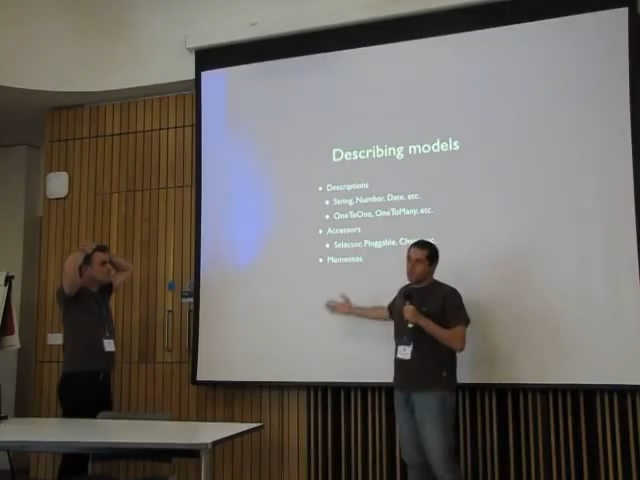 Describing models
• Descriptions
• String, Number, Date, etc.
• OneToOne, OneToMany, etc.
• Accessors
• Selector, Pluggable,
• Mementos